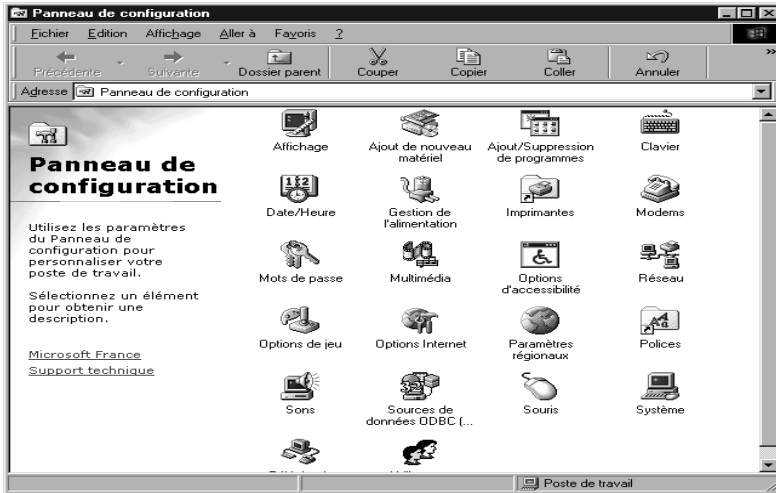 Panneau de configuration
Fichier Edition Affichage Aller à Favoris ?
Précédente Suivante Dossier parent Couper Copier Coller Annuler »
Adresse Panneau de configuration
Panneau de
configuration
Utilisez les paramètres
du Panneau de
configuration pour
personnaliser votre
poste de travail.
Sélectionnez un élément
pour obtenir une
description.
Microsoft France
Support technique
Affichage
Ajout de nouveau
matériel
Ajout/Suppression
de programmes
Clavier
Date/Heure
Gestion de
l'alimentation
Imprimantes
Modems
Mots de passe
Multimédia
Options
d'accessibilité
Réseau
Options de jeu
Options Internet
Paramètres
régionaux
Polices
Sons
Sources de
données ODBC (...
Souris
Système
Poste de travail